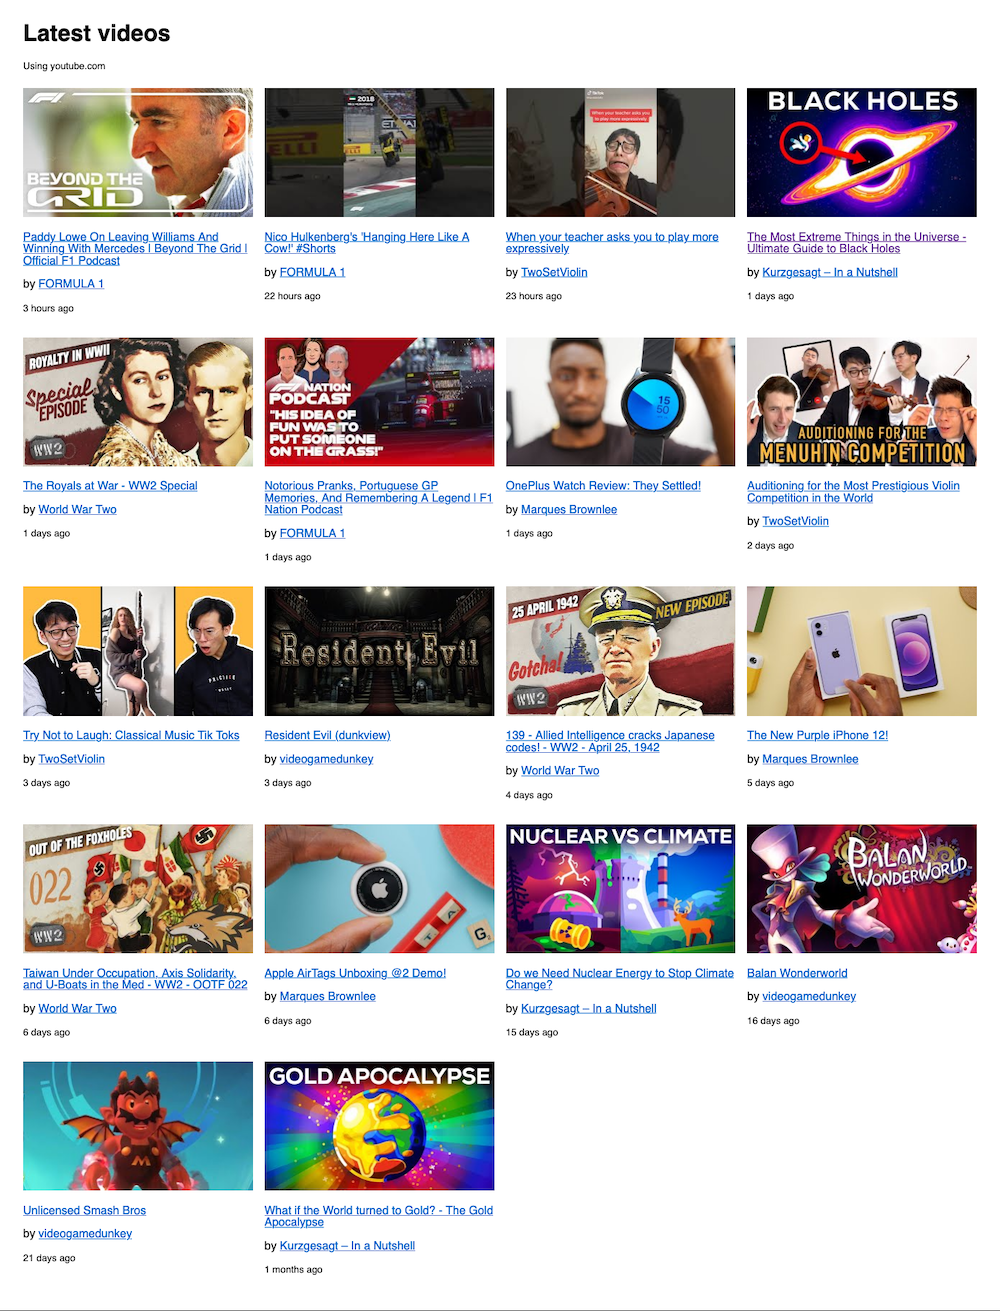 Latest videos
Using youtube.com
F1
BEYOND THE
GRID
Paddy Lowe On Leaving Williams And
Winning With Mercedes | Beyond The Grid |
Official F1 Podcast
by FORMULA 1
3 hours ago
2018
Nico Hulkenberg
Nico Hulkenberg's 'Hanging Here Like A
Cow!' #Shorts
by FORMULA 1
22 hours ago
When your teacher asks you
to play more expressively
When your teacher asks you to play more
expressively
by TwoSetViolin
23 hours ago
BLACK HOLES
The Most Extreme Things in the Universe -
Ultimate Guide to Black Holes
by Kurzgesagt – In a Nutshell
1 days ago
ROYALTY IN WWII
Special
EPISODE
WW2
The Royals at War - WW2 Special
by World War Two
1 days ago
F1 NATION
PODCAST
"HIS IDEA OF
FUN WAS TO
PUT SOMEONE
ON THE GRASS!"
Notorious Pranks, Portuguese GP
Memories, And Remembering A Legend | F1
Nation Podcast
by FORMULA 1
1 days ago
15
50
OnePlus Watch Review: They Settled!
by Marques Brownlee
1 days ago
AUDITIONING FOR THE
MENUHIN COMPETITION
Auditioning for the Most Prestigious Violin
Competition in the World
by TwoSetViolin
2 days ago
Try Not to Laugh: Classical Music Tik Toks
by TwoSetViolin
3 days ago
Resident Evil
Resident Evil (dunkview)
by videogamedunkey
3 days ago
25 APRIL 1942
NEW EPISODE
Gotcha!
WW2
139 - Allied Intelligence cracks Japanese
codes! - WW2 - April 25, 1942
by World War Two
4 days ago
The New Purple iPhone 12!
by Marques Brownlee
5 days ago
OUT OF THE FOXHOLES
022
WW2
Taiwan Under Occupation, Axis Solidarity,
and U-Boats in the Med - WW2 - OOTF 022
by World War Two
6 days ago
T A G
Apple AirTags Unboxing @2 Demo!
by Marques Brownlee
6 days ago
NUCLEAR VS CLIMATE
Do we Need Nuclear Energy to Stop Climate
Change?
by Kurzgesagt – In a Nutshell
15 days ago
BALAN
WONDERWORLD
Balan Wonderworld
by videogamedunkey
16 days ago
M
Unlicensed Smash Bros
by videogamedunkey
21 days ago
GOLD APOCALYPSE
What if the World turned to Gold? - The Gold
Apocalypse
by Kurzgesagt – In a Nutshell
1 months ago